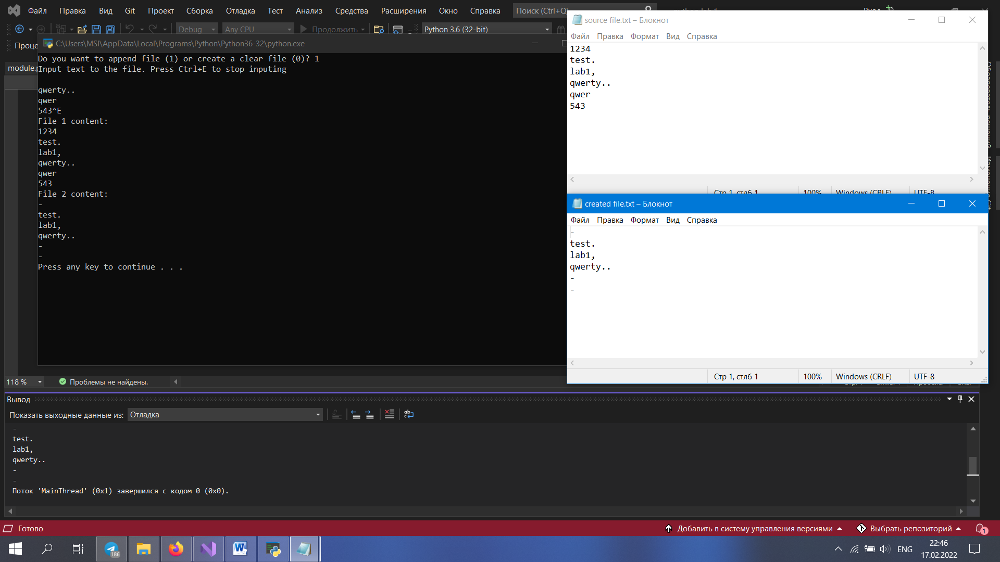 Файл Правка Вид Git Проект Сборка Отладка Тест Анализ Средства Расширения Окно Справка Поиск (Ctrl+Q)
Debug Any CPU Продолжить Python 3.6 (32-bit)
C:\Users\MSI\AppData\Local\Programs\Python\Python36-32\python.exe
Do you want to append file (1) or create a clear file (0)? 1
Input text to the file. Press Ctrl+E to stop inputing
qwerty..
qwer
543^E
File 1 content:
1234
test.
lab1,
qwerty..
qwer
543
File 2 content:
-
test.
lab1,
qwerty..
-
-
Press any key to continue . . .
source file.txt – Блокнот
Файл Правка Формат Вид Справка
1234
test.
lab1,
qwerty..
qwer
543
Стр 1, стлб 1 100% Windows (CRLF) UTF-8
created file.txt – Блокнот
Файл Правка Формат Вид Справка
-
test.
lab1,
qwerty..
-
-
Стр 1, стлб 1 100% Windows (CRLF) UTF-8
118 % Проблемы не найдены.
Вывод
Показать выходные данные из: Отладка
-
test.
lab1,
qwerty..
-
-
Поток 'MainThread' (0x1) завершился с кодом 0 (0x0).
Готово Добавить в систему управления версиями Выбрать репозиторий 1
186 ENG 22:46
17.02.2022